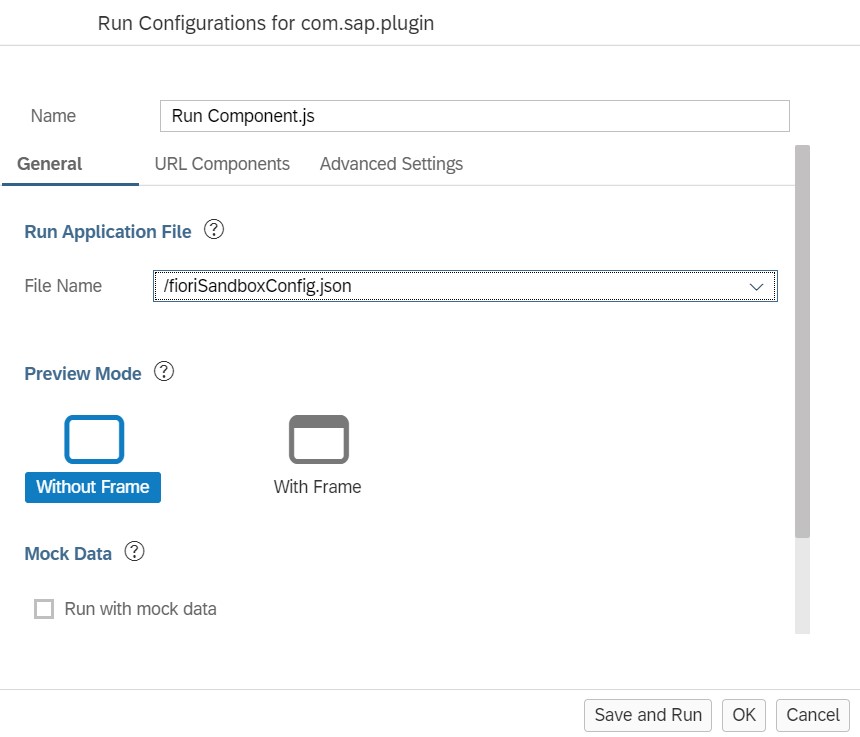 Run Configurations for com.sap.plugin
Name
Run Component.js
General URL Components Advanced Settings
Run Application File ?
File Name
/fioriSandboxConfig.json
Preview Mode ?
Without Frame With Frame
Mock Data ?
Run with mock data
Save and Run OK Cancel